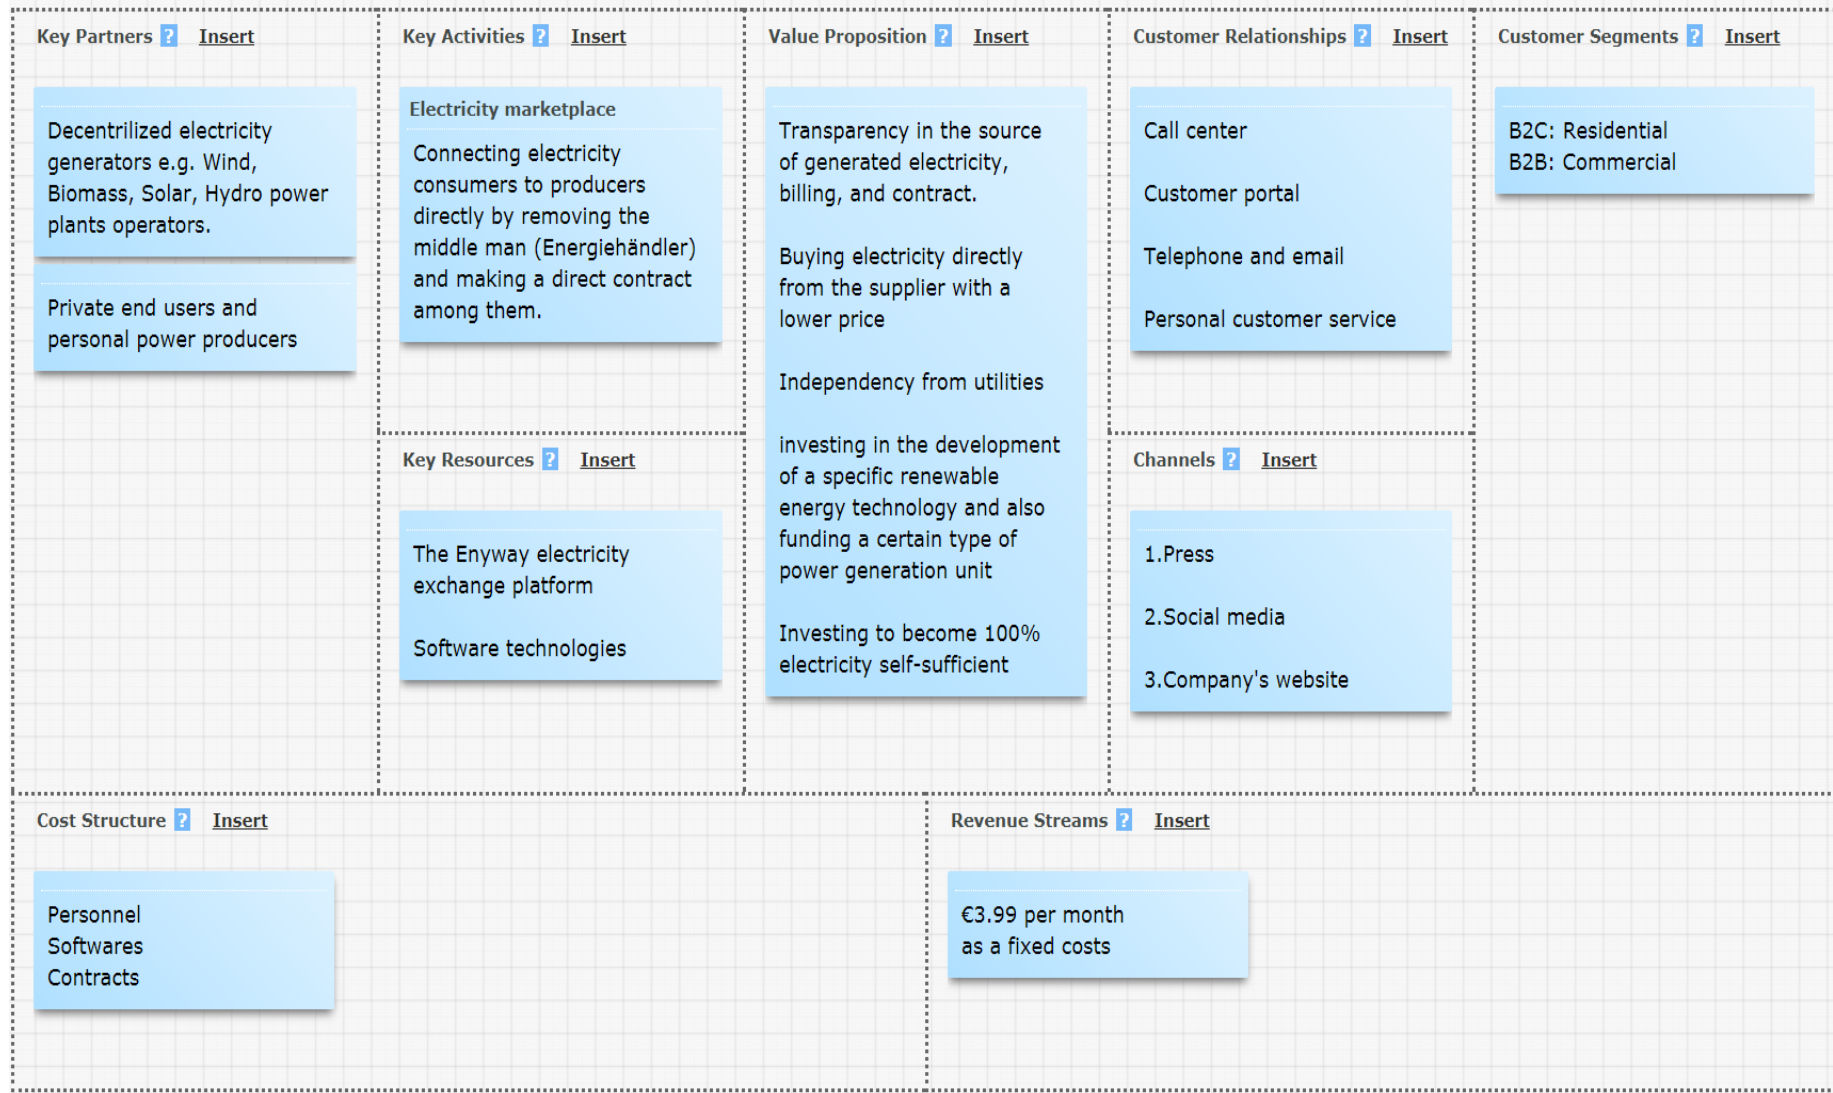 Key Partners ? Insert
Decentrilized electricity
generators e.g. Wind,
Biomass, Solar, Hydro power
plants operators.
Private end users and
personal power producers
Key Activities ? Insert
Electricity marketplace
Connecting electricity
consumers to producers
directly by removing the
middle man (Energiehändler)
and making a direct contract
among them.
Key Resources ? Insert
The Enyway electricity
exchange platform
Software technologies
Value Proposition ? Insert
Transparency in the source
of generated electricity,
billing, and contract.
Buying electricity directly
from the supplier with a
lower price
Independency from utilities
investing in the development
of a specific renewable
energy technology and also
funding a certain type of
power generation unit
Investing to become 100%
electricity self-sufficient
Customer Relationships ? Insert
Call center
Customer portal
Telephone and email
Personal customer service
Channels ? Insert
1.Press
2.Social media
3.Company's website
Customer Segments ? Insert
B2C: Residential
B2B: Commercial
Cost Structure ? Insert
Personnel
Softwares
Contracts
Revenue Streams ? Insert
€3.99 per month
as a fixed costs